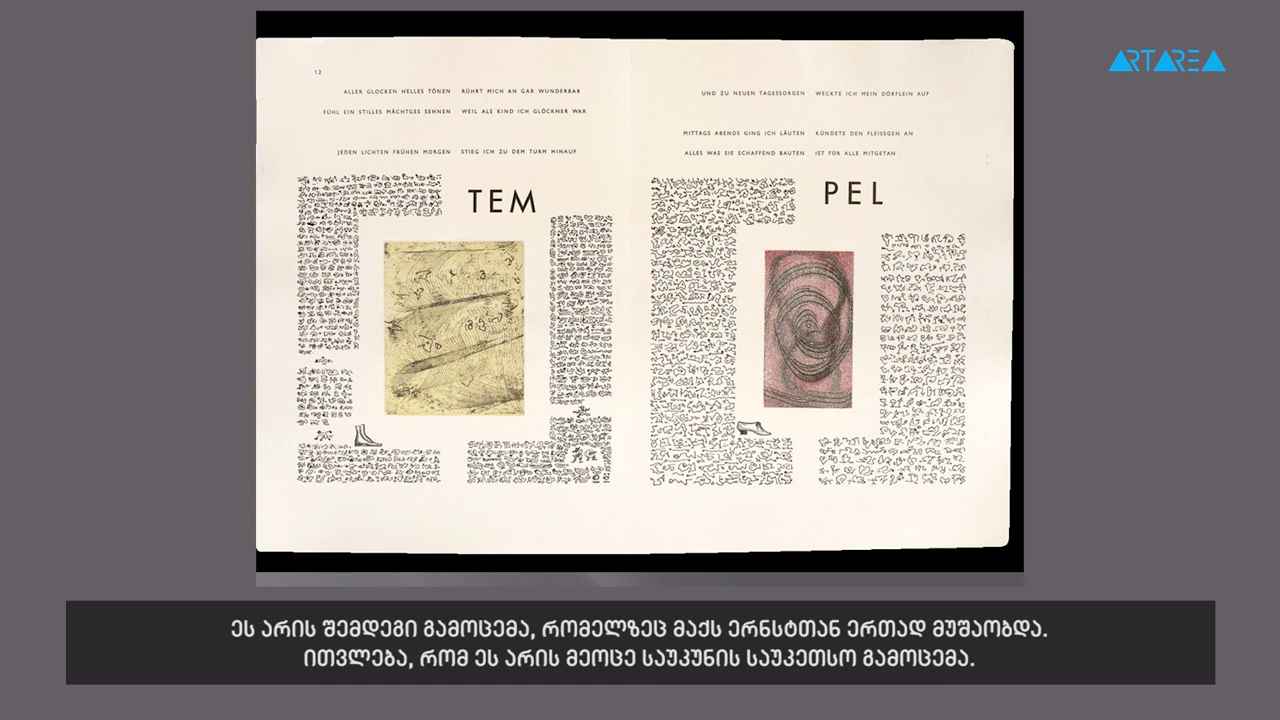 ARTAREA
12
ALLER GLOCKEN HELLES TÖNEN RÜHRT MICH AN GAR WUNDERBAR
FÜHL EIN STILLES MÄCHTGES SEHNEN WEIL ALS KIND ICH GLÖCKNER WAR
JEDEN LICHTEN FRÜHEN MORGEN STIEG ICH ZU DEM TURM HINAUF
TEM
UND ZU NEUEN TAGESSORGEN WECKTE ICH MEIN DÖRFLEIN AUF
MITTAGS ABENDS GING ICH LÄUTEN KÜNDETE DEN FLEISSGEN AN
ALLES WAS SIE SCHAFFEND BAUTEN IST FÜR ALLE MITGETAN
PEL
ეს არის შემდეგი გამოცემა, რომელზეც მაქს ერნსტთან ერთად მუშაობდა.
ითვლება, რომ ეს არის მეოცე საუკუნის საუკეთსო გამოცემა.